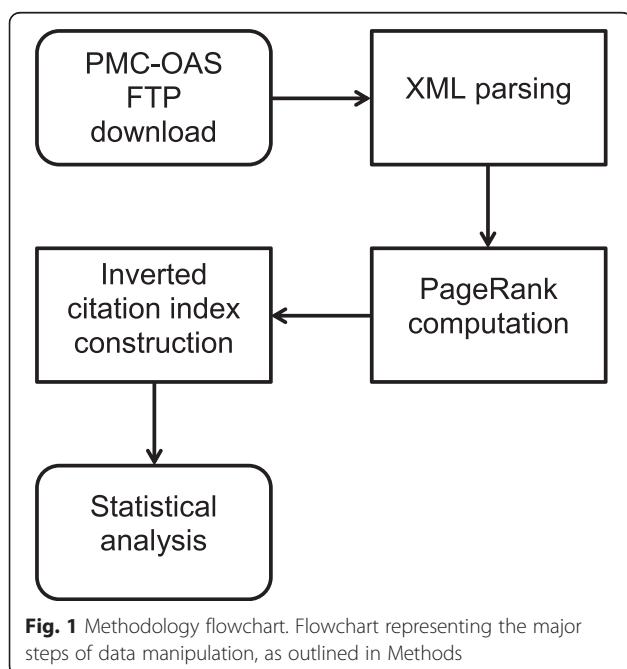 PMC-OAS
FTP
download
XML parsing
PageRank
computation
Inverted
citation index
construction
Statistical
analysis
Fig. 1 Methodology flowchart. Flowchart representing the major
steps of data manipulation, as outlined in Methods